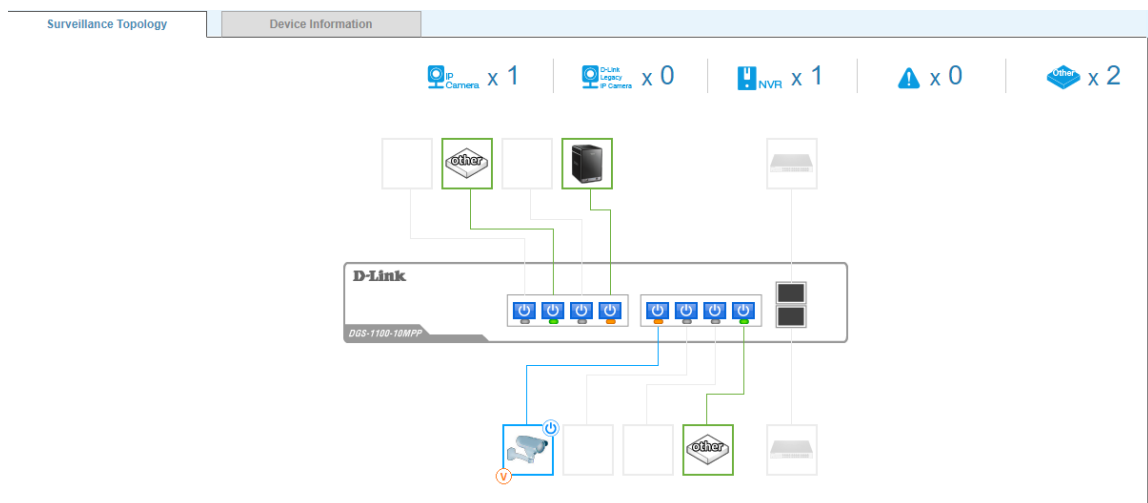 Surveillance Topology
Device Information
IP Camera x 1
D-Link Legacy IP Camera x 0
NVR x 1
x 0
Other x 2
other
D-Link
DGS-1100-10MPP
V
other